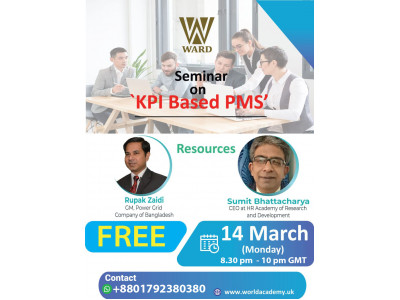 WARD
Seminar
on
`KPI Based PMS’
Resources
Rupak Zaidi
GM, Power Grid
Company of Bangladesh
Sumit Bhattacharya
CEO at HR Academy of Research
and Development
FREE
14 March
(Monday)
8.30 pm - 10 pm GMT
Contact
+8801792380380
www.worldacademy.uk